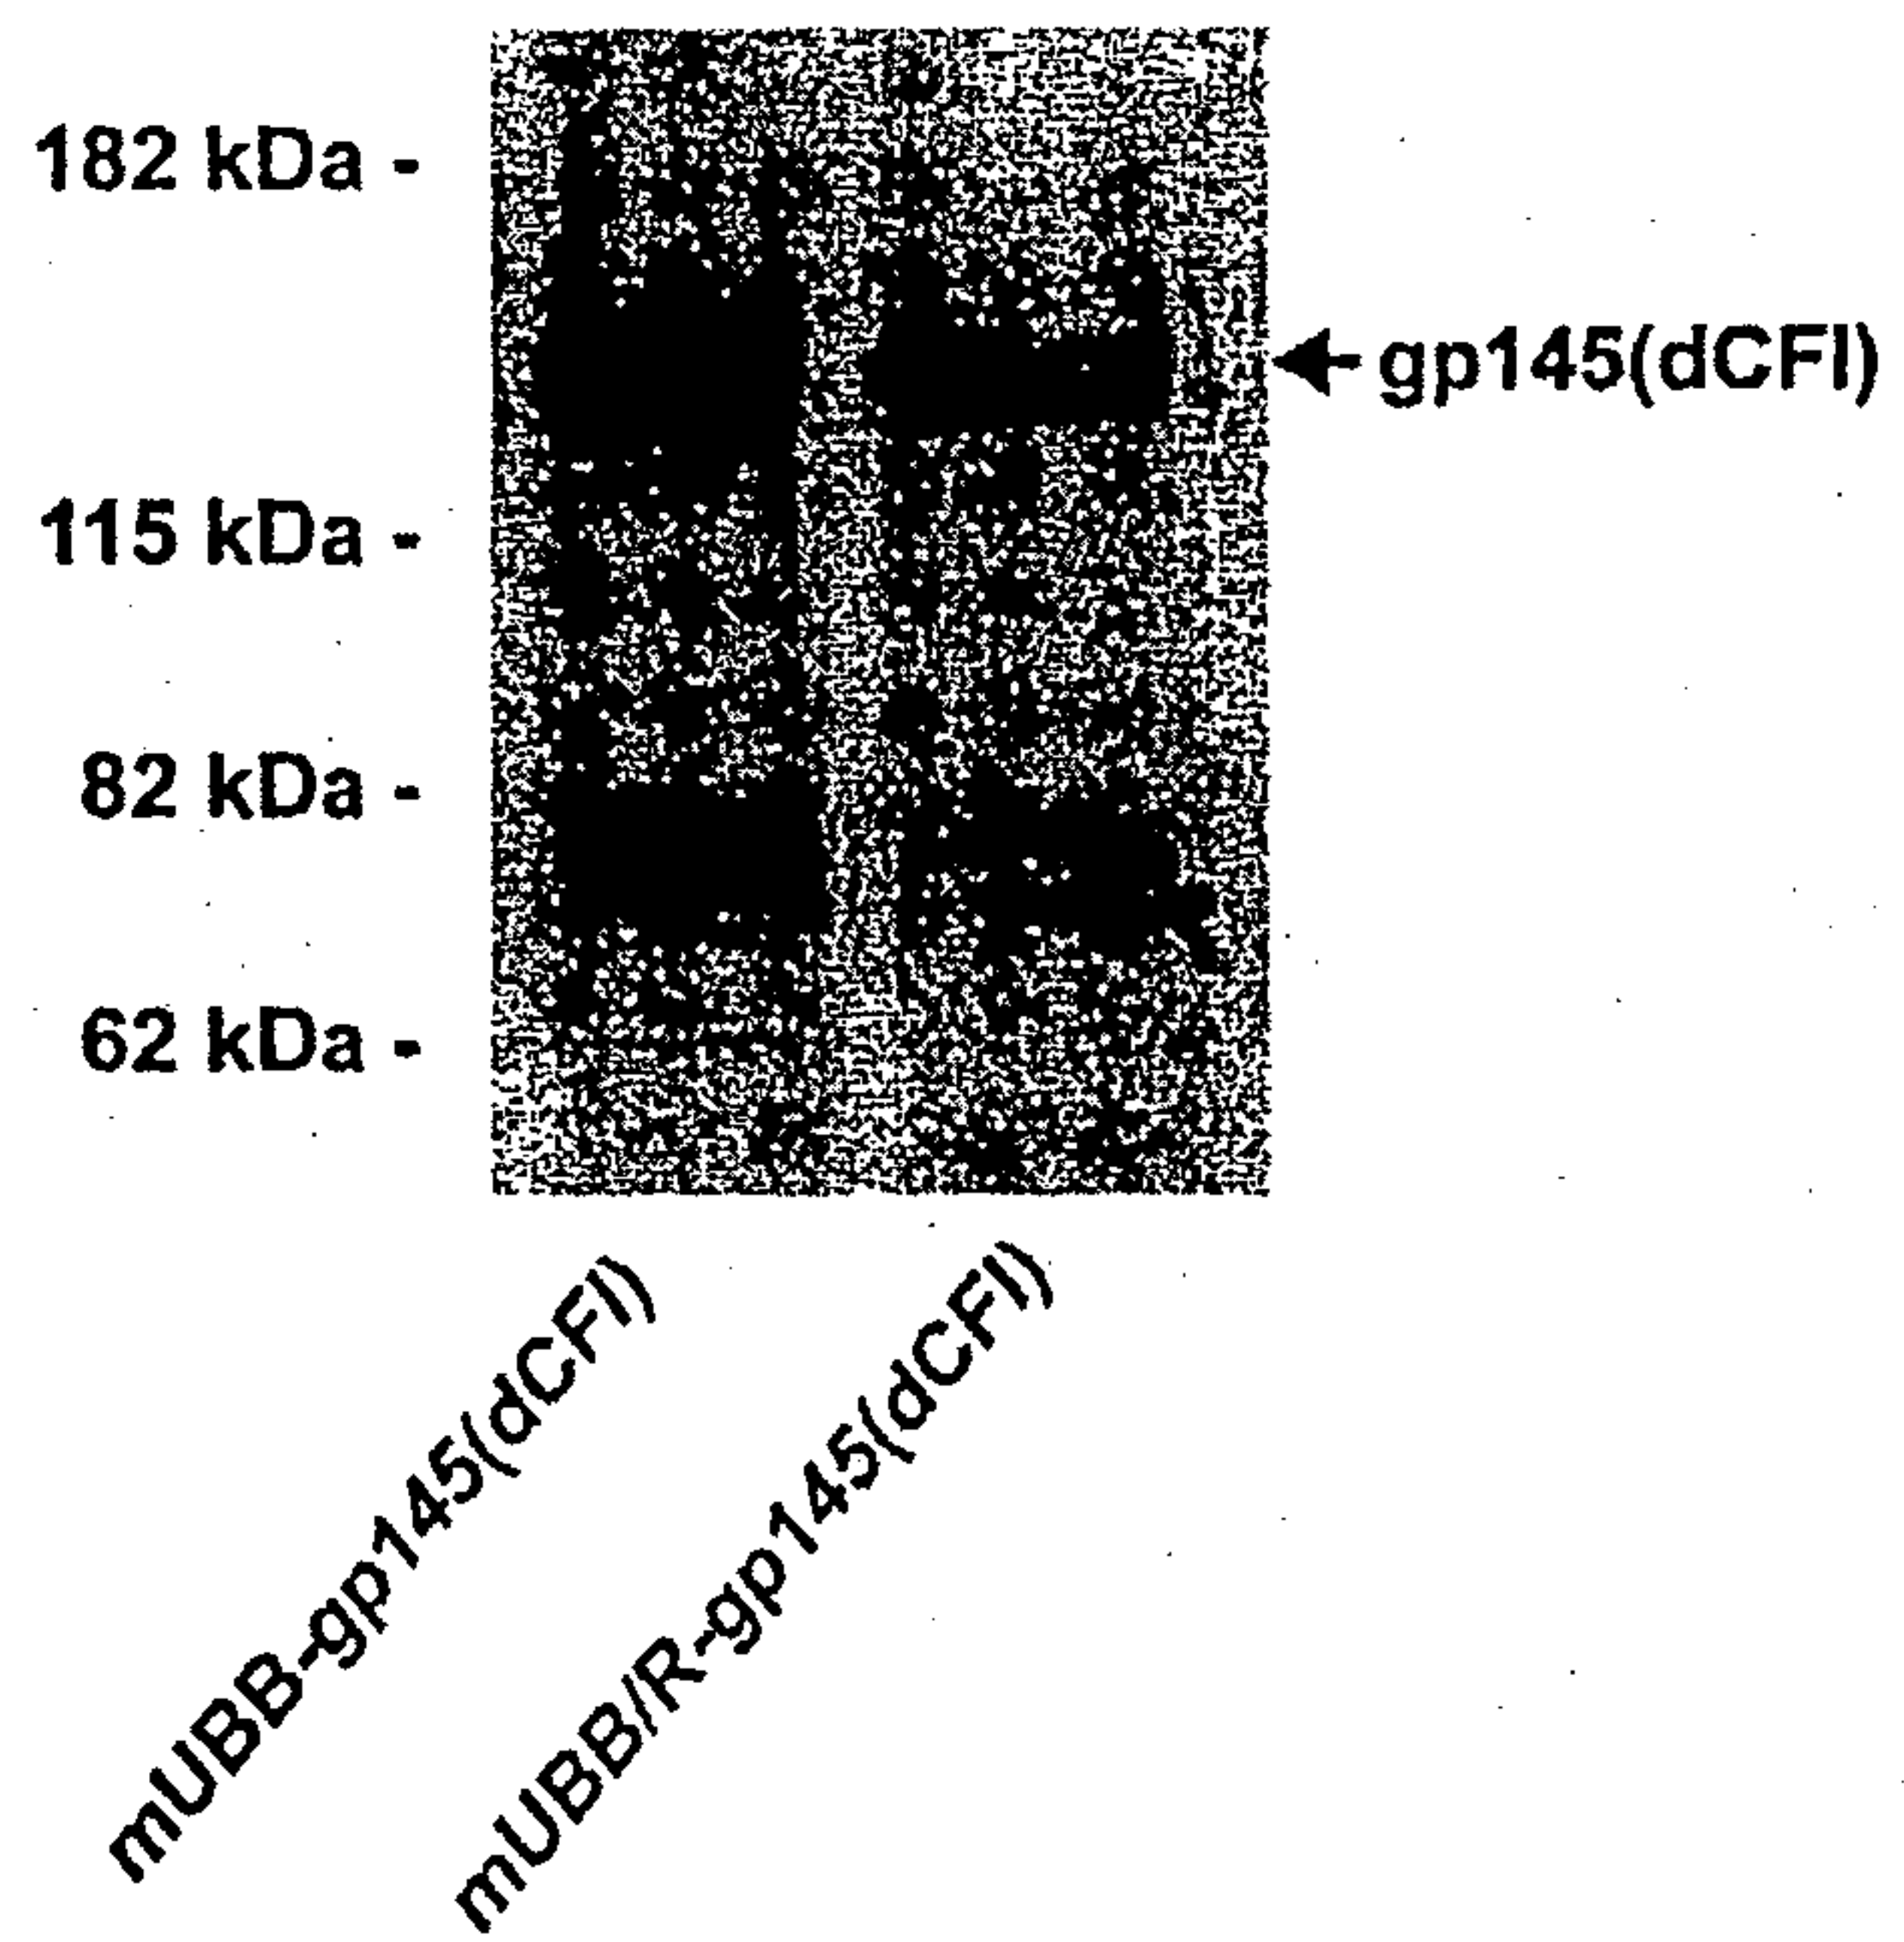 182 kDa -
gp145(dCFI)
115 kDa -
82 kDa -
62 kDa -
mUBB-gp145(dCFI)
mUBB/R-gp145(dCFI)